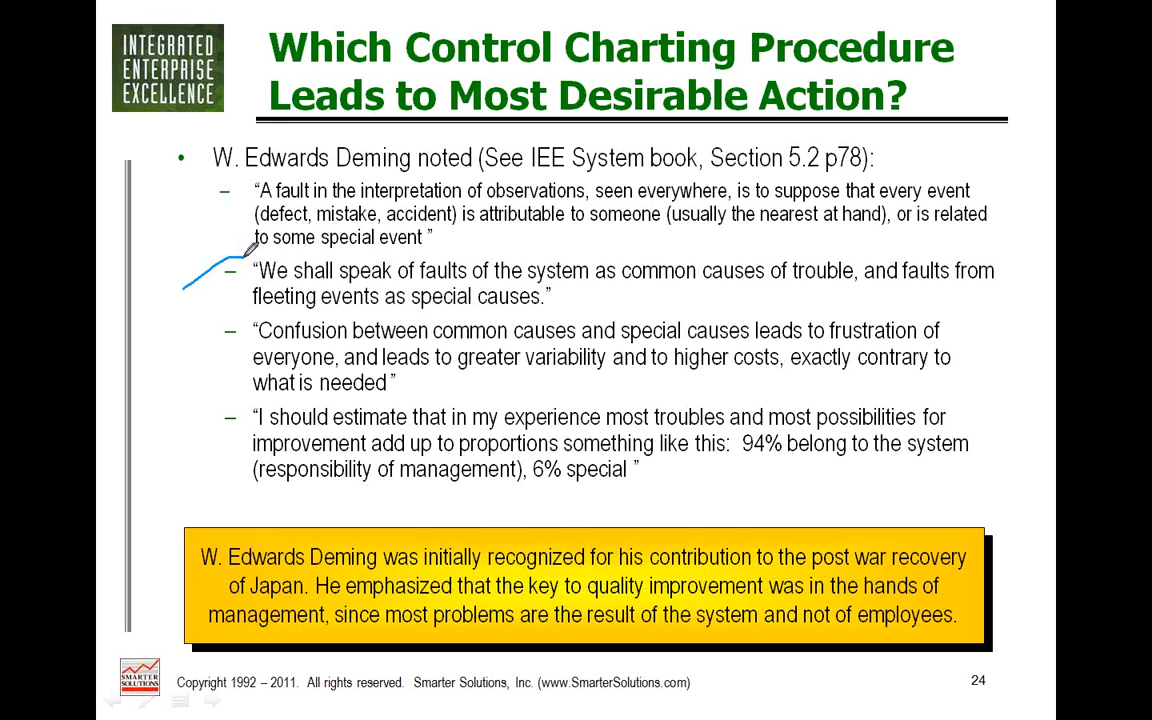 INTEGRATED
ENTERPRISE
EXCELLENCE
Which Control Charting Procedure
Leads to Most Desirable Action?
• W. Edwards Deming noted (See IEE System book, Section 5.2 p78):
– “A fault in the interpretation of observations, seen everywhere, is to suppose that every event
(defect, mistake, accident) is attributable to someone (usually the nearest at hand), or is related
to some special event ”
– “We shall speak of faults of the system as common causes of trouble, and faults from
fleeting events as special causes.”
– “Confusion between common causes and special causes leads to frustration of
everyone, and leads to greater variability and to higher costs, exactly contrary to
what is needed ”
– “I should estimate that in my experience most troubles and most possibilities for
improvement add up to proportions something like this:  94% belong to the system
(responsibility of management), 6% special ”
W. Edwards Deming was initially recognized for his contribution to the post war recovery
of Japan. He emphasized that the key to quality improvement was in the hands of
management, since most problems are the result of the system and not of employees.
SMARTER
SOLUTIONS
Copyright 1992 – 2011.  All rights reserved.  Smarter Solutions, Inc. (www.SmarterSolutions.com)
24